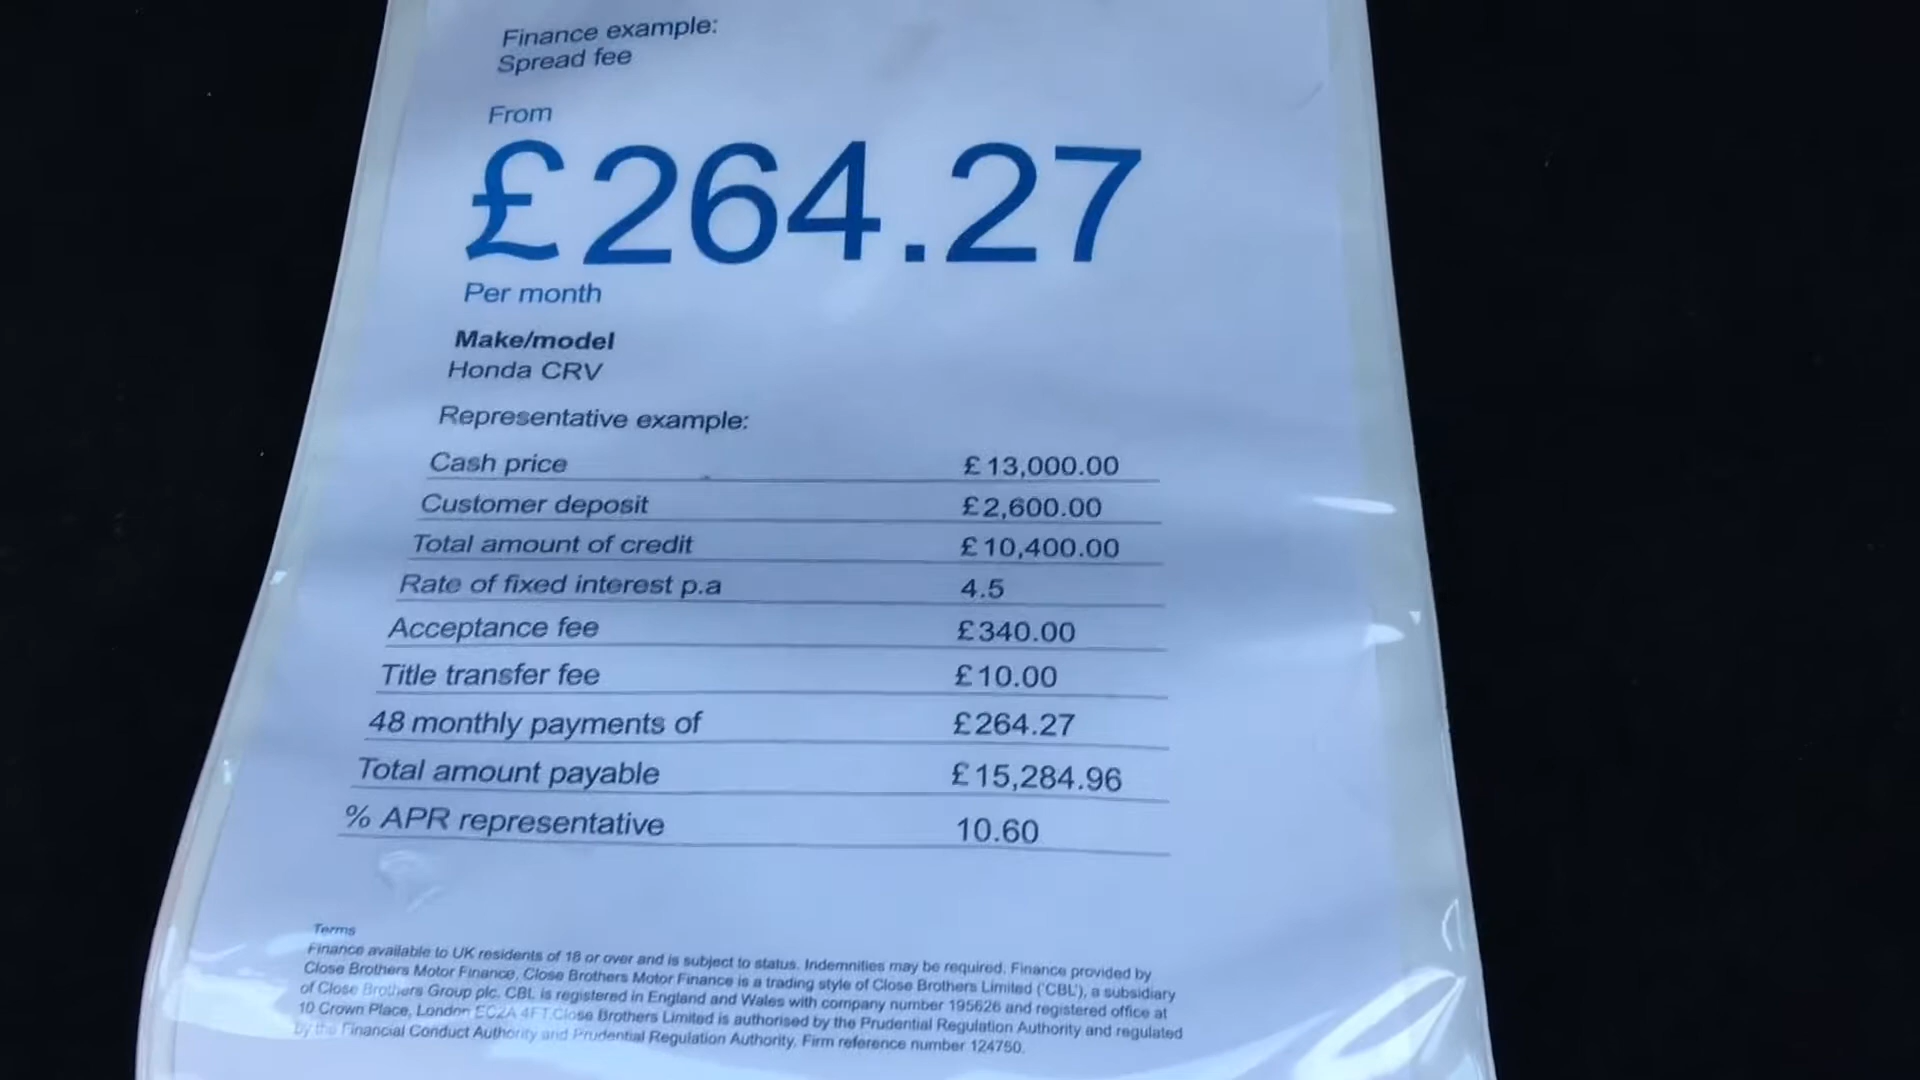 Finance example:
Spread fee
From
£264.27
Per month
Make/model
Honda CRV
Representative example:
Cash price £13,000.00
Customer deposit £2,600.00
Total amount of credit £10,400.00
Rate of fixed interest p.a 4.5
Acceptance fee £340.00
Title transfer fee £10.00
48 monthly payments of £264.27
Total amount payable £15,284.96
% APR representative 10.60
Terms
Finance available to UK residents of 18 or over and is subject to status. Indemnities may be required. Finance provided by
Close Brothers Motor Finance. Close Brothers Motor Finance is a trading style of Close Brothers Limited ('CBL'), a subsidiary
of Close Brothers Group plc. CBL is registered in England and Wales with company number 195626 and registered office at
10 Crown Place, London EC2A 4FT.Close Brothers Limited is authorised by the Prudential Regulation Authority and regulated
by the Financial Conduct Authority and Prudential Regulation Authority. Firm reference number 124750.